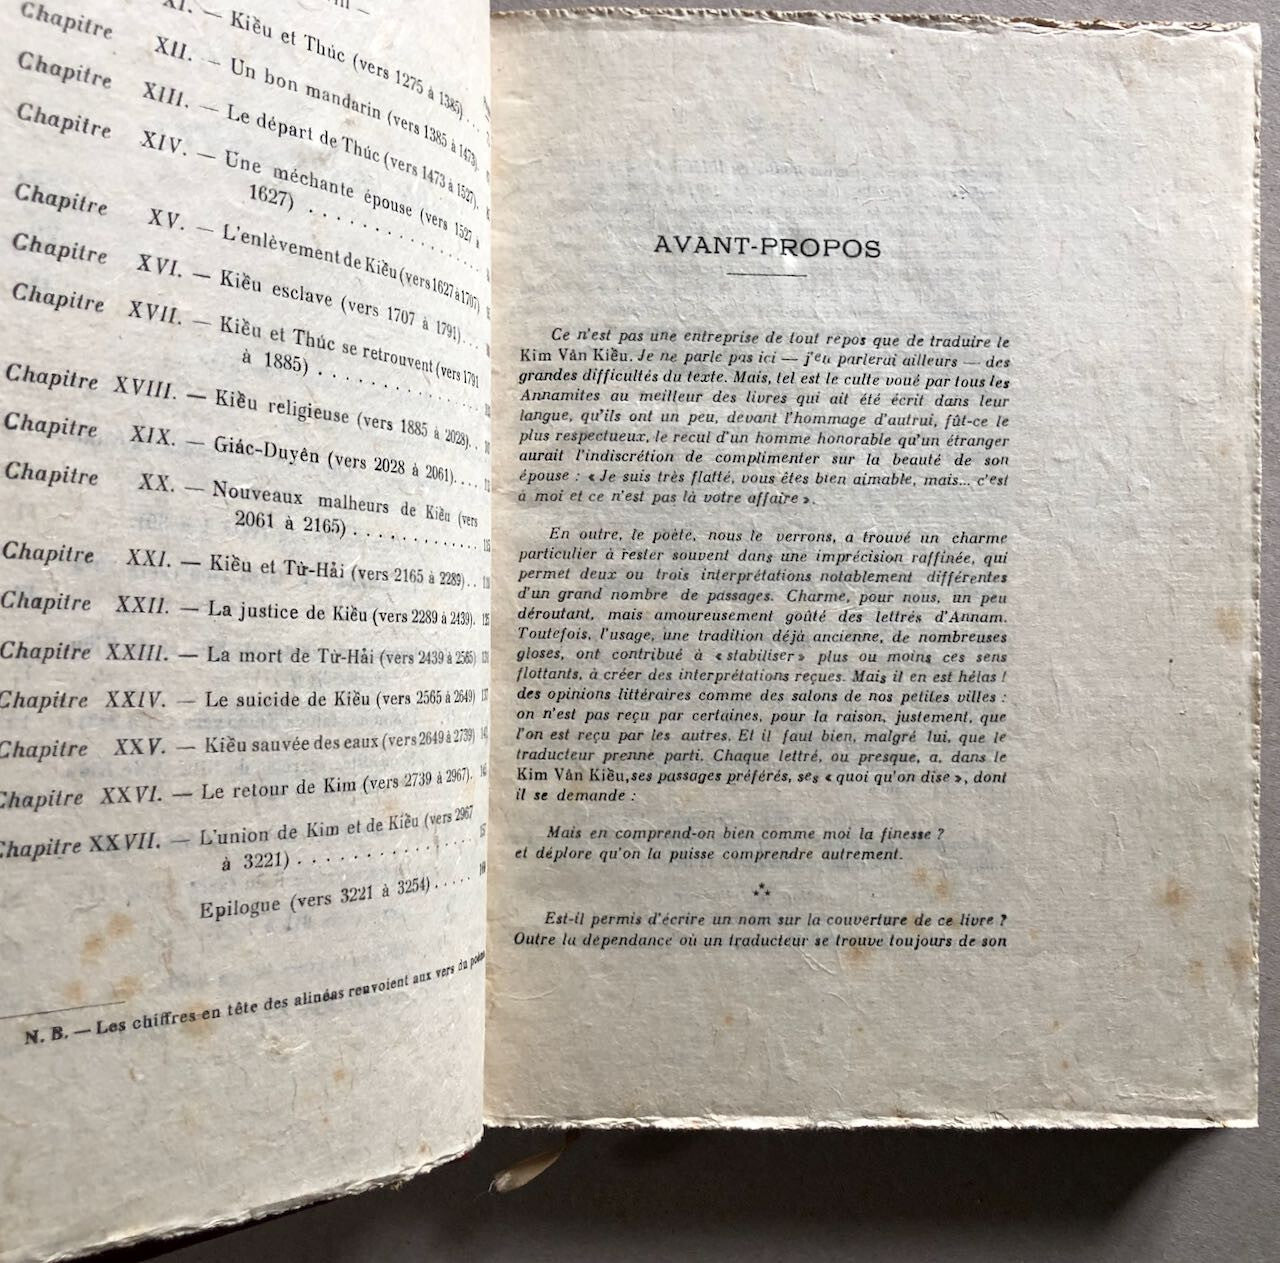 Chapitre XI. — Kiều et Thúc (vers 1275 à 1385)...
Chapitre XII. — Un bon mandarin (vers 1385 à 1473).
Chapitre XIII. — Le départ de Thúc (vers 1473 à 1527).
Chapitre XIV. — Une méchante épouse (vers 1527 à
1627) . . . . . . . . . . . . . .
Chapitre XV. — L'enlèvement de Kiều (vers 1627 à 1707)
Chapitre XVI. — Kiều esclave (vers 1707 à 1791)...
Chapitre XVII. — Kiều et Thúc se retrouvent (vers 1791
à 1885) . . . . . . . . . . . . .
Chapitre XVIII. — Kiều religieuse (vers 1885 à 2028)..
Chapitre XIX. — Giác-Duyên (vers 2028 à 2061)....
Chapitre XX. — Nouveaux malheurs de Kiều (vers
2061 à 2165) . . . . . . . . . . . . 115
Chapitre XXI. — Kiều et Từ-Hải (vers 2165 à 2289)..
Chapitre XXII. — La justice de Kiều (vers 2289 à 2439). 125
Chapitre XXIII. — La mort de Từ-Hải (vers 2439 à 2565)
Chapitre XXIV. — Le suicide de Kiều (vers 2565 à 2649) 137
Chapitre XXV. — Kiều sauvée des eaux (vers 2649 à 2739)
Chapitre XXVI. — Le retour de Kim (vers 2739 à 2967).
Chapitre XXVII. — L'union de Kim et de Kiều (vers 2967
à 3221) . . . . . . . . . . . . . . 157
Epilogue (vers 3221 à 3254) . . . . .
N. B. — Les chiffres en tête des alinéas renvoient aux vers du poème
AVANT-PROPOS
Ce n'est pas une entreprise de tout repos que de traduire le
Kim Vân Kiều. Je ne parle pas ici — j'en parlerai ailleurs — des
grandes difficultés du texte. Mais, tel est le culte voué par tous les
Annamites au meilleur des livres qui ait été écrit dans leur
langue, qu'ils ont un peu, devant l'hommage d'autrui, fût-ce le
plus respectueux, le recul d'un homme honorable qu'un étranger
aurait l'indiscrétion de complimenter sur la beauté de son
épouse : « Je suis très flatté, vous êtes bien aimable, mais... c'est
à moi et ce n'est pas là votre affaire ».
En outre, le poète, nous le verrons, a trouvé un charme
particulier à rester souvent dans une imprécision raffinée, qui
permet deux ou trois interprétations notablement différentes
d'un grand nombre de passages. Charme, pour nous, un peu
déroutant, mais amoureusement goûté des lettrés d'Annam.
Toutefois, l'usage, une tradition déjà ancienne, de nombreuses
gloses, ont contribué à « stabiliser » plus ou moins ces sens
flottants, à créer des interprétations reçues. Mais il en est hélas !
des opinions littéraires comme des salons de nos petites villes :
on n'est pas reçu par certaines, pour la raison, justement, que
l'on est reçu par les autres. Et il faut bien, malgré lui, que le
traducteur prenne parti. Chaque lettré, ou presque, a, dans le
Kim Vân Kiều, ses passages préférés, ses « quoi qu'on dise », dont
il se demande :
Mais en comprend-on bien comme moi la finesse ?
et déplore qu'on la puisse comprendre autrement.
Est-il permis d'écrire un nom sur la couverture de ce livre ?
Outre la dépendance où un traducteur se trouve toujours de son